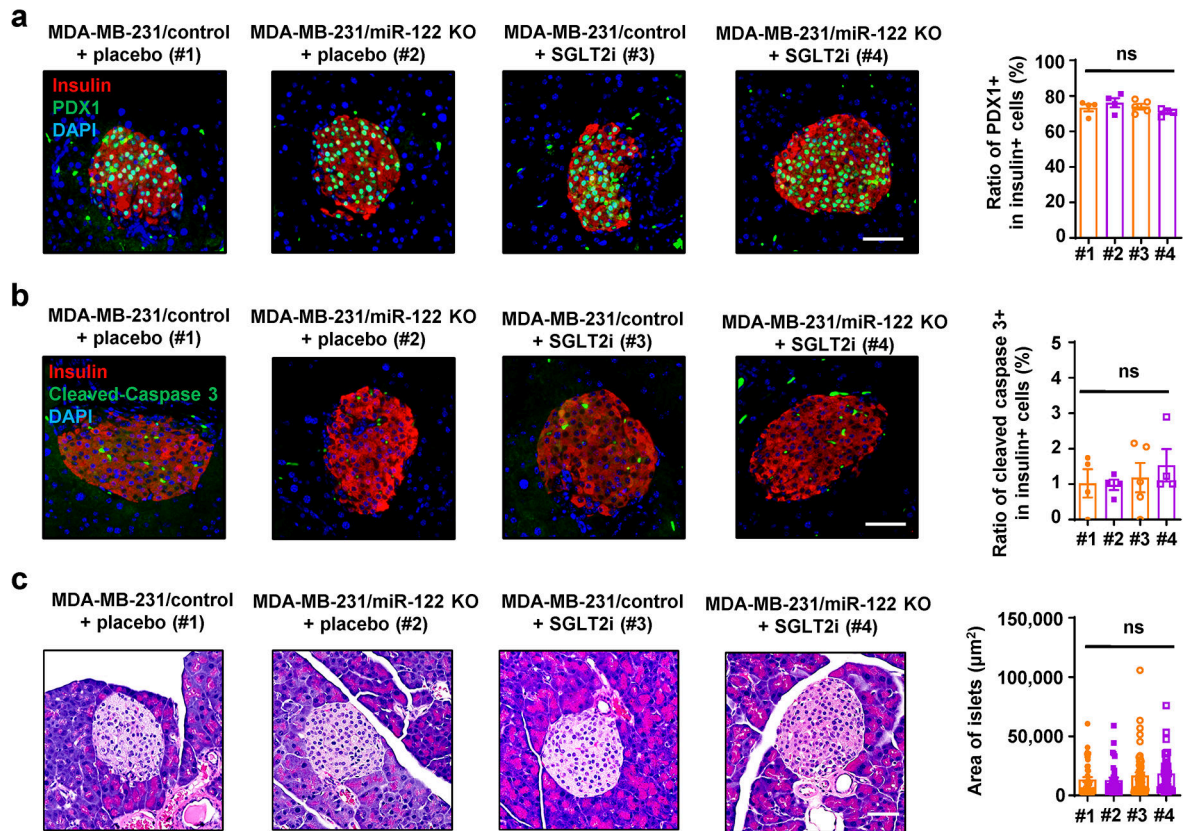 a
MDA-MB-231/control
+ placebo (#1)
MDA-MB-231/miR-122 KO
+ placebo (#2)
MDA-MB-231/control
+ SGLT2i (#3)
MDA-MB-231/miR-122 KO
+ SGLT2i (#4)
Insulin
PDX1
DAPI
Ratio of PDX1+
in insulin+ cells (%)
100
80
60
40
20
0
ns
#1 #2 #3 #4
b
MDA-MB-231/control
+ placebo (#1)
MDA-MB-231/miR-122 KO
+ placebo (#2)
MDA-MB-231/control
+ SGLT2i (#3)
MDA-MB-231/miR-122 KO
+ SGLT2i (#4)
Insulin
Cleaved-Caspase 3
DAPI
Ratio of cleaved caspase 3+
in insulin+ cells (%)
5
4
3
2
1
0
ns
#1 #2 #3 #4
c
MDA-MB-231/control
+ placebo (#1)
MDA-MB-231/miR-122 KO
+ placebo (#2)
MDA-MB-231/control
+ SGLT2i (#3)
MDA-MB-231/miR-122 KO
+ SGLT2i (#4)
Area of islets (µm²)
150,000
100,000
50,000
0
ns
#1 #2 #3 #4